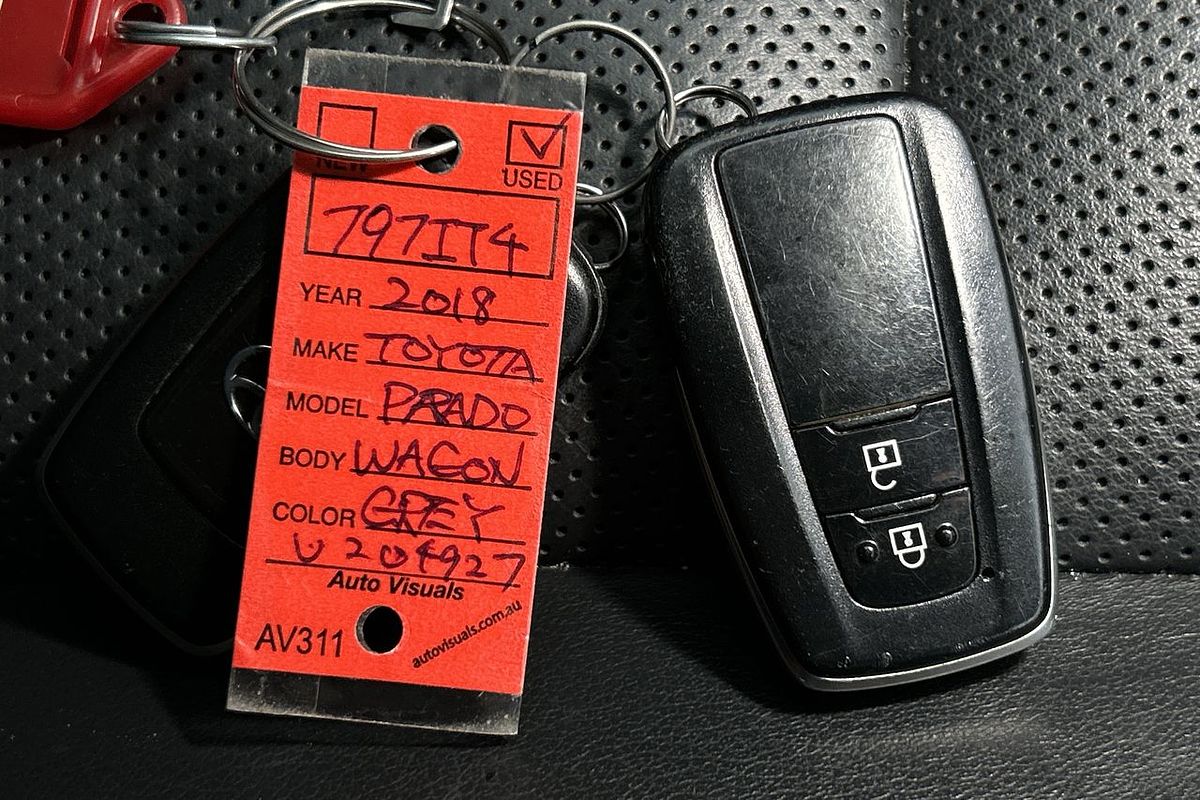 NEW
USED
797IT4
YEAR 2018
MAKE TOYOTA
MODEL PRADO
BODY WAGON
COLOR GREY
U204927
Auto Visuals
AV311
autovisuals.com.au